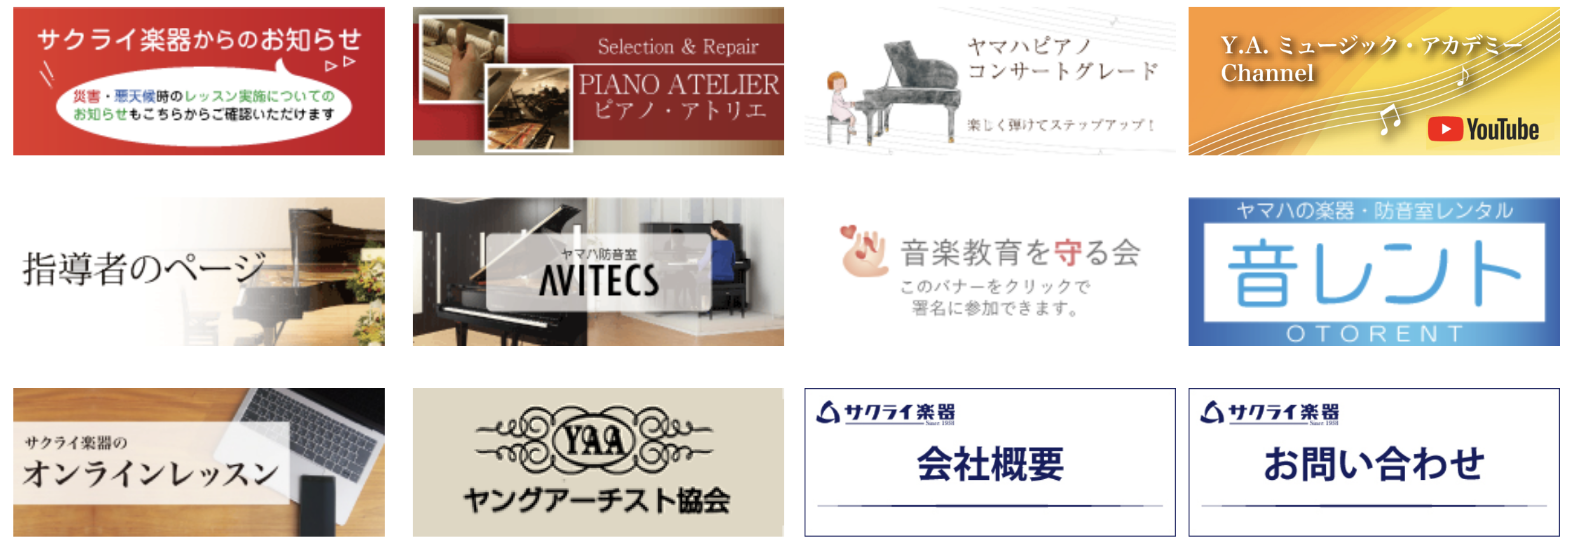 サクライ楽器からのお知らせ
災害・悪天候時のレッスン実施についての
お知らせもこちらからご確認いただけます
Selection & Repair
PIANO ATELIER
ピアノ・アトリエ
ヤマハピアノ
コンサートグレード
楽しく弾けてステップアップ!
Y.A. ミュージック・アカデミー
Channel
YouTube
指導者のページ
ヤマハ防音室
AVITECS
音楽教育を守る会
このバナーをクリックで
署名に参加できます。
ヤマハの楽器・防音室レンタル
音レント
OTORENT
サクライ楽器の
オンラインレッスン
YAA
ヤングアーチスト協会
サクライ楽器
Since 1938
会社概要
サクライ楽器
Since 1938
お問い合わせ